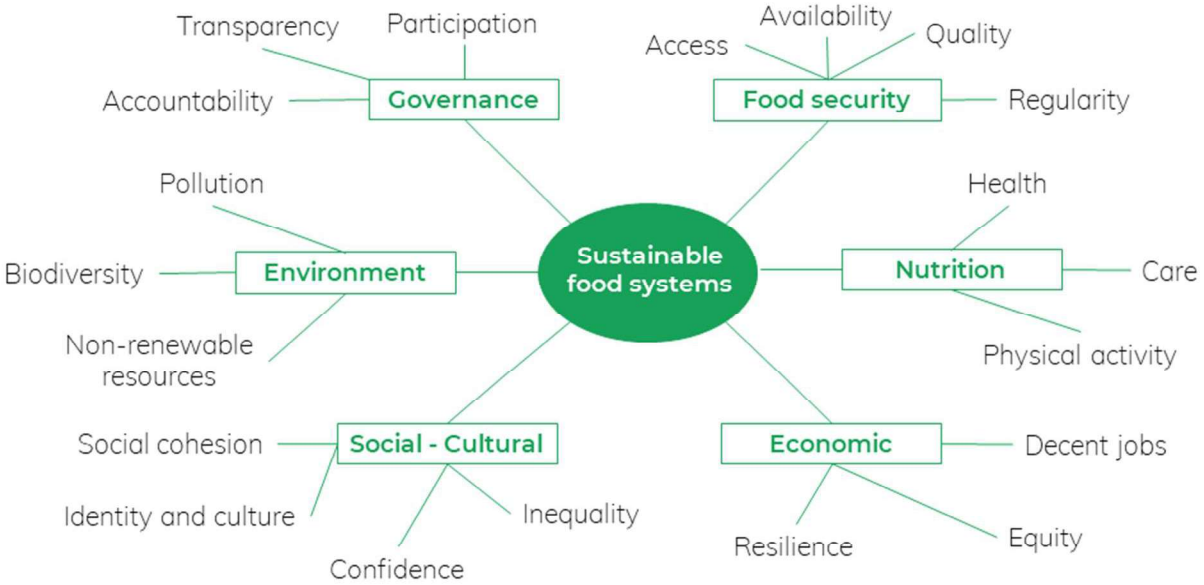 Transparency
Participation
Accountability
Governance
Access
Availability
Quality
Food security
Regularity
Pollution
Biodiversity
Environment
Non-renewable
resources
Sustainable
food systems
Health
Nutrition
Care
Physical activity
Social cohesion
Social - Cultural
Identity and culture
Confidence
Inequality
Economic
Decent jobs
Resilience
Equity